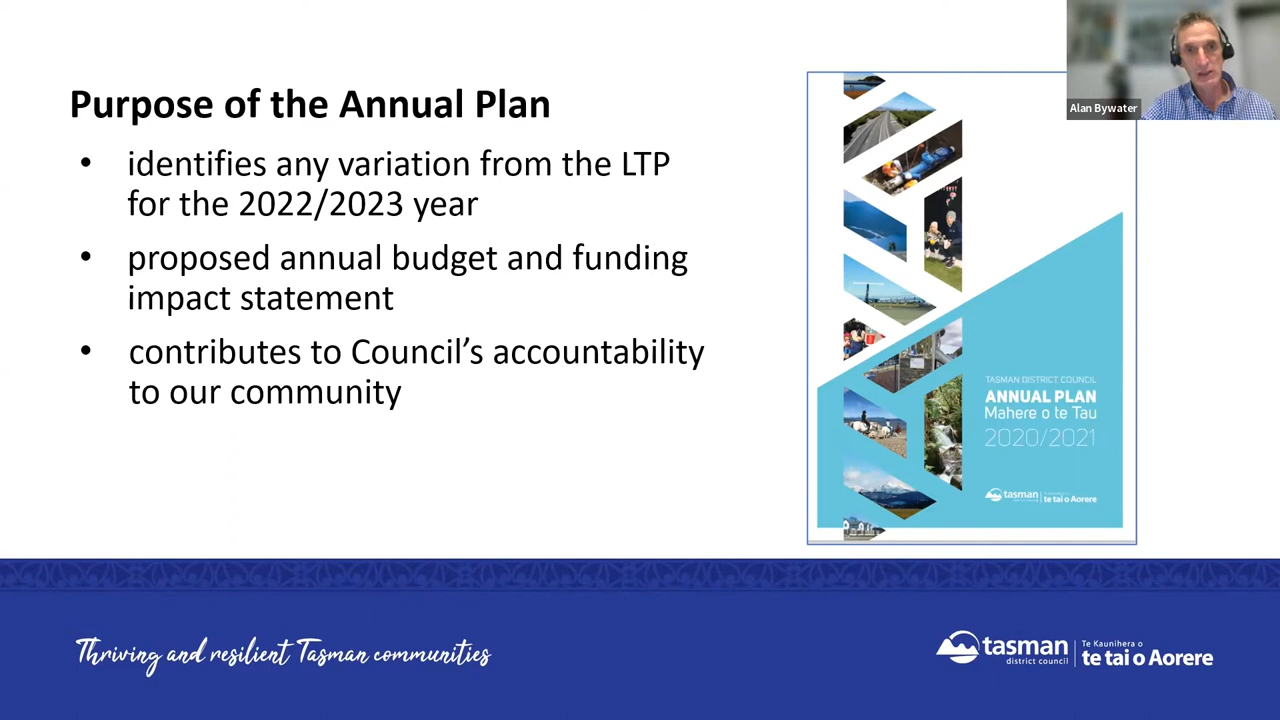 Purpose of the Annual Plan
• identifies any variation from the LTP
for the 2022/2023 year
• proposed annual budget and funding
impact statement
• contributes to Council’s accountability
to our community
Alan Bywater
TASMAN DISTRICT COUNCIL
ANNUAL PLAN
Mahere o te Tau
2020/2021
tasman
te tai o Aorere
Thriving and resilient Tasman communities
tasman
district council
Te Kaunihera o
te tai o Aorere